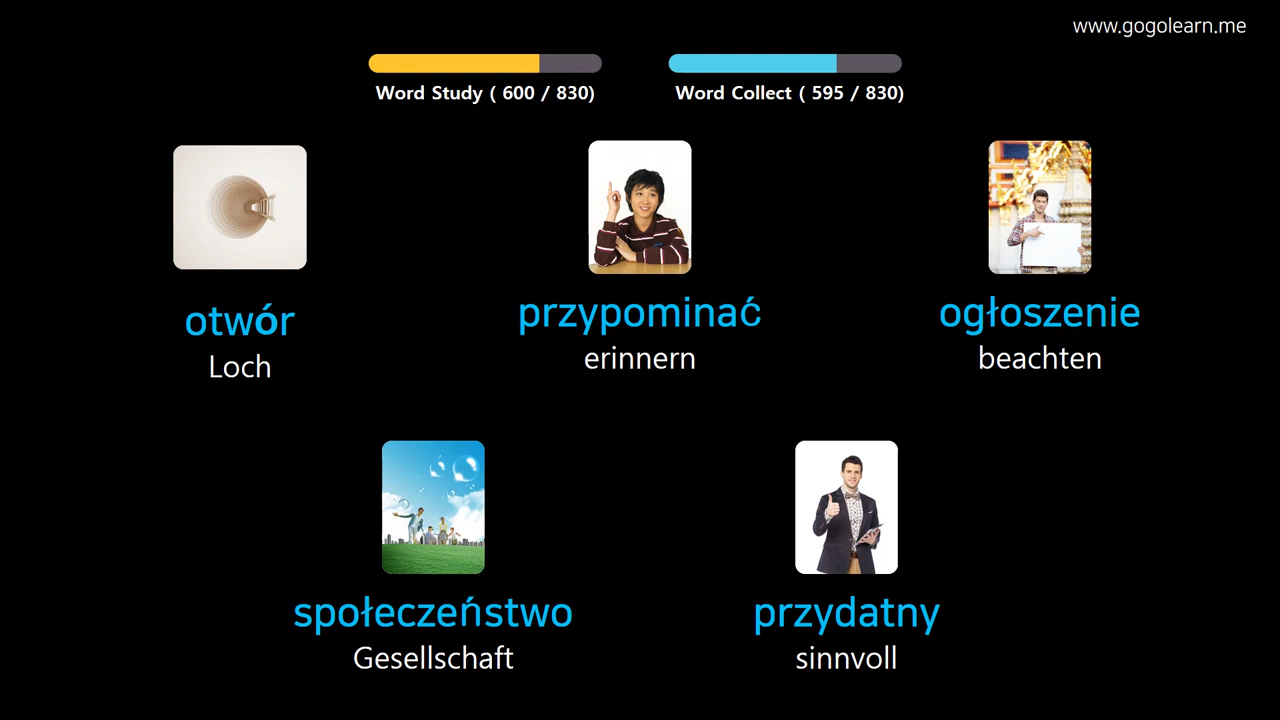 www.gogolearn.me
Word Study ( 600 / 830)
Word Collect ( 595 / 830)
otwór
Loch
przypominać
erinnern
ogłoszenie
beachten
społeczeństwo
Gesellschaft
przydatny
sinnvoll